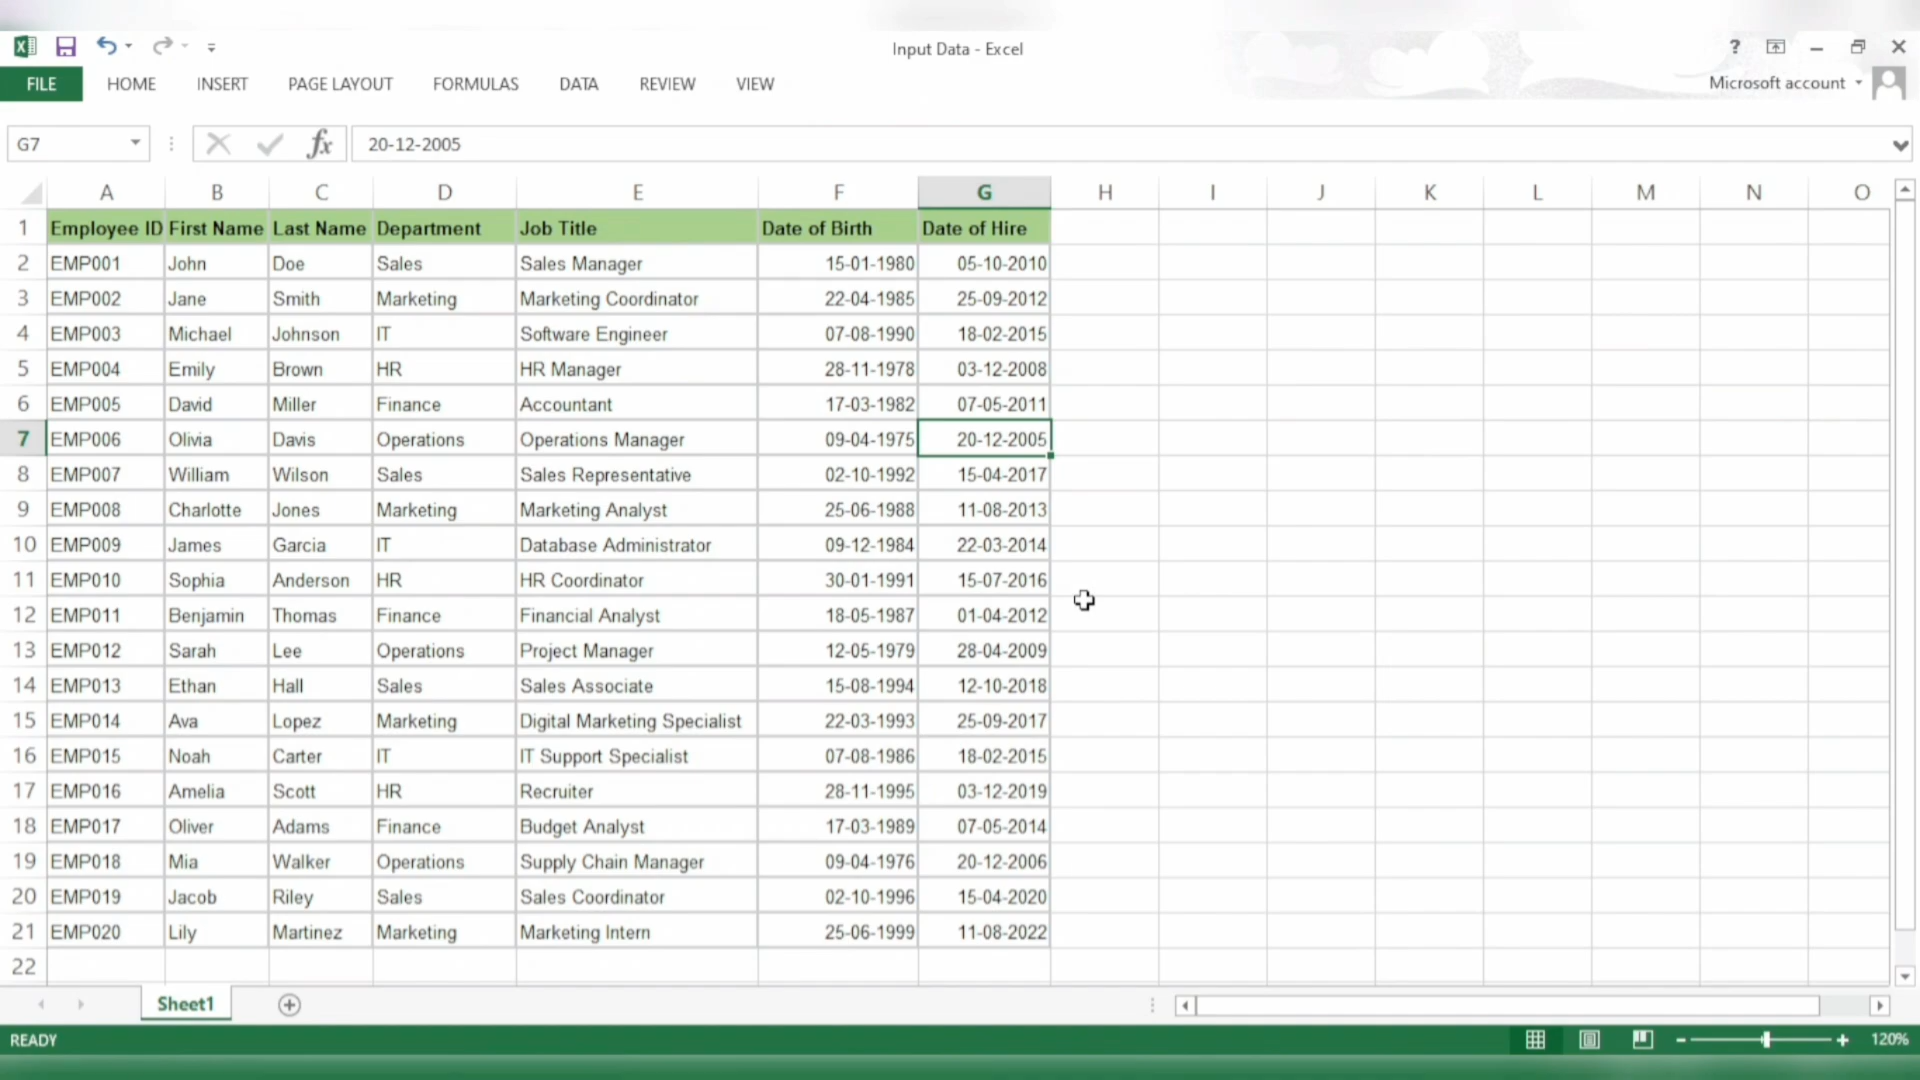 Input Data - Excel
?
Microsoft account
FILE HOME INSERT PAGE LAYOUT FORMULAS DATA REVIEW VIEW
G7 fx 20-12-2005
A B C D E F G H I J K L M N O
1 Employee ID First Name Last Name Department Job Title Date of Birth Date of Hire
2 EMP001 John Doe Sales Sales Manager 15-01-1980 05-10-2010
3 EMP002 Jane Smith Marketing Marketing Coordinator 22-04-1985 25-09-2012
4 EMP003 Michael Johnson IT Software Engineer 07-08-1990 18-02-2015
5 EMP004 Emily Brown HR HR Manager 28-11-1978 03-12-2008
6 EMP005 David Miller Finance Accountant 17-03-1982 07-05-2011
7 EMP006 Olivia Davis Operations Operations Manager 09-04-1975 20-12-2005
8 EMP007 William Wilson Sales Sales Representative 02-10-1992 15-04-2017
9 EMP008 Charlotte Jones Marketing Marketing Analyst 25-06-1988 11-08-2013
10 EMP009 James Garcia IT Database Administrator 09-12-1984 22-03-2014
11 EMP010 Sophia Anderson HR HR Coordinator 30-01-1991 15-07-2016
12 EMP011 Benjamin Thomas Finance Financial Analyst 18-05-1987 01-04-2012
13 EMP012 Sarah Lee Operations Project Manager 12-05-1979 28-04-2009
14 EMP013 Ethan Hall Sales Sales Associate 15-08-1994 12-10-2018
15 EMP014 Ava Lopez Marketing Digital Marketing Specialist 22-03-1993 25-09-2017
16 EMP015 Noah Carter IT IT Support Specialist 07-08-1986 18-02-2015
17 EMP016 Amelia Scott HR Recruiter 28-11-1995 03-12-2019
18 EMP017 Oliver Adams Finance Budget Analyst 17-03-1989 07-05-2014
19 EMP018 Mia Walker Operations Supply Chain Manager 09-04-1976 20-12-2006
20 EMP019 Jacob Riley Sales Sales Coordinator 02-10-1996 15-04-2020
21 EMP020 Lily Martinez Marketing Marketing Intern 25-06-1999 11-08-2022
22
Sheet1
READY 120%